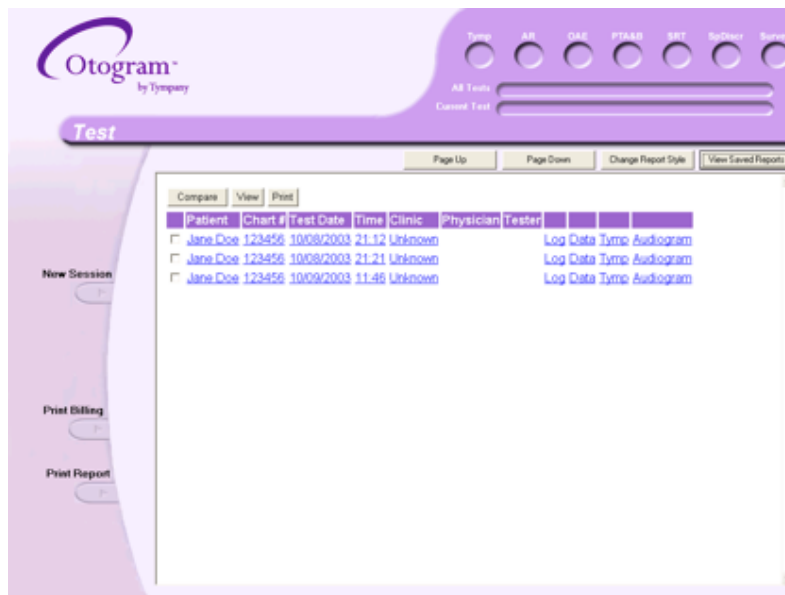 Otogram™
by Tympany
Tymp AR OAE PTA&B SRT SpDiscr Surve
All Tests
Current Test
Test
Page Up Page Down Change Report Style View Saved Reports
Compare View Print
Patient Chart # Test Date Time Clinic Physician Tester
Jane Doe 123456 10/08/2003 21:12 Unknown Log Data Tymp Audiogram
Jane Doe 123456 10/08/2003 21:21 Unknown Log Data Tymp Audiogram
Jane Doe 123456 10/09/2003 11:46 Unknown Log Data Tymp Audiogram
New Session
Print Billing
Print Report